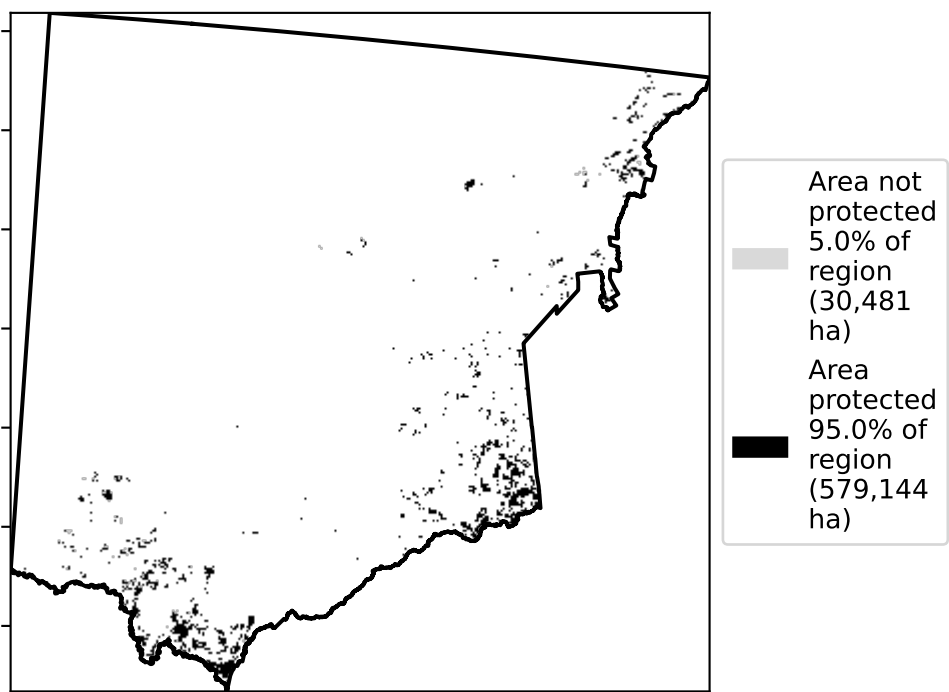 Area not
protected
5.0% of
region
(30,481
ha)
Area
protected
95.0% of
region
(579,144
ha)